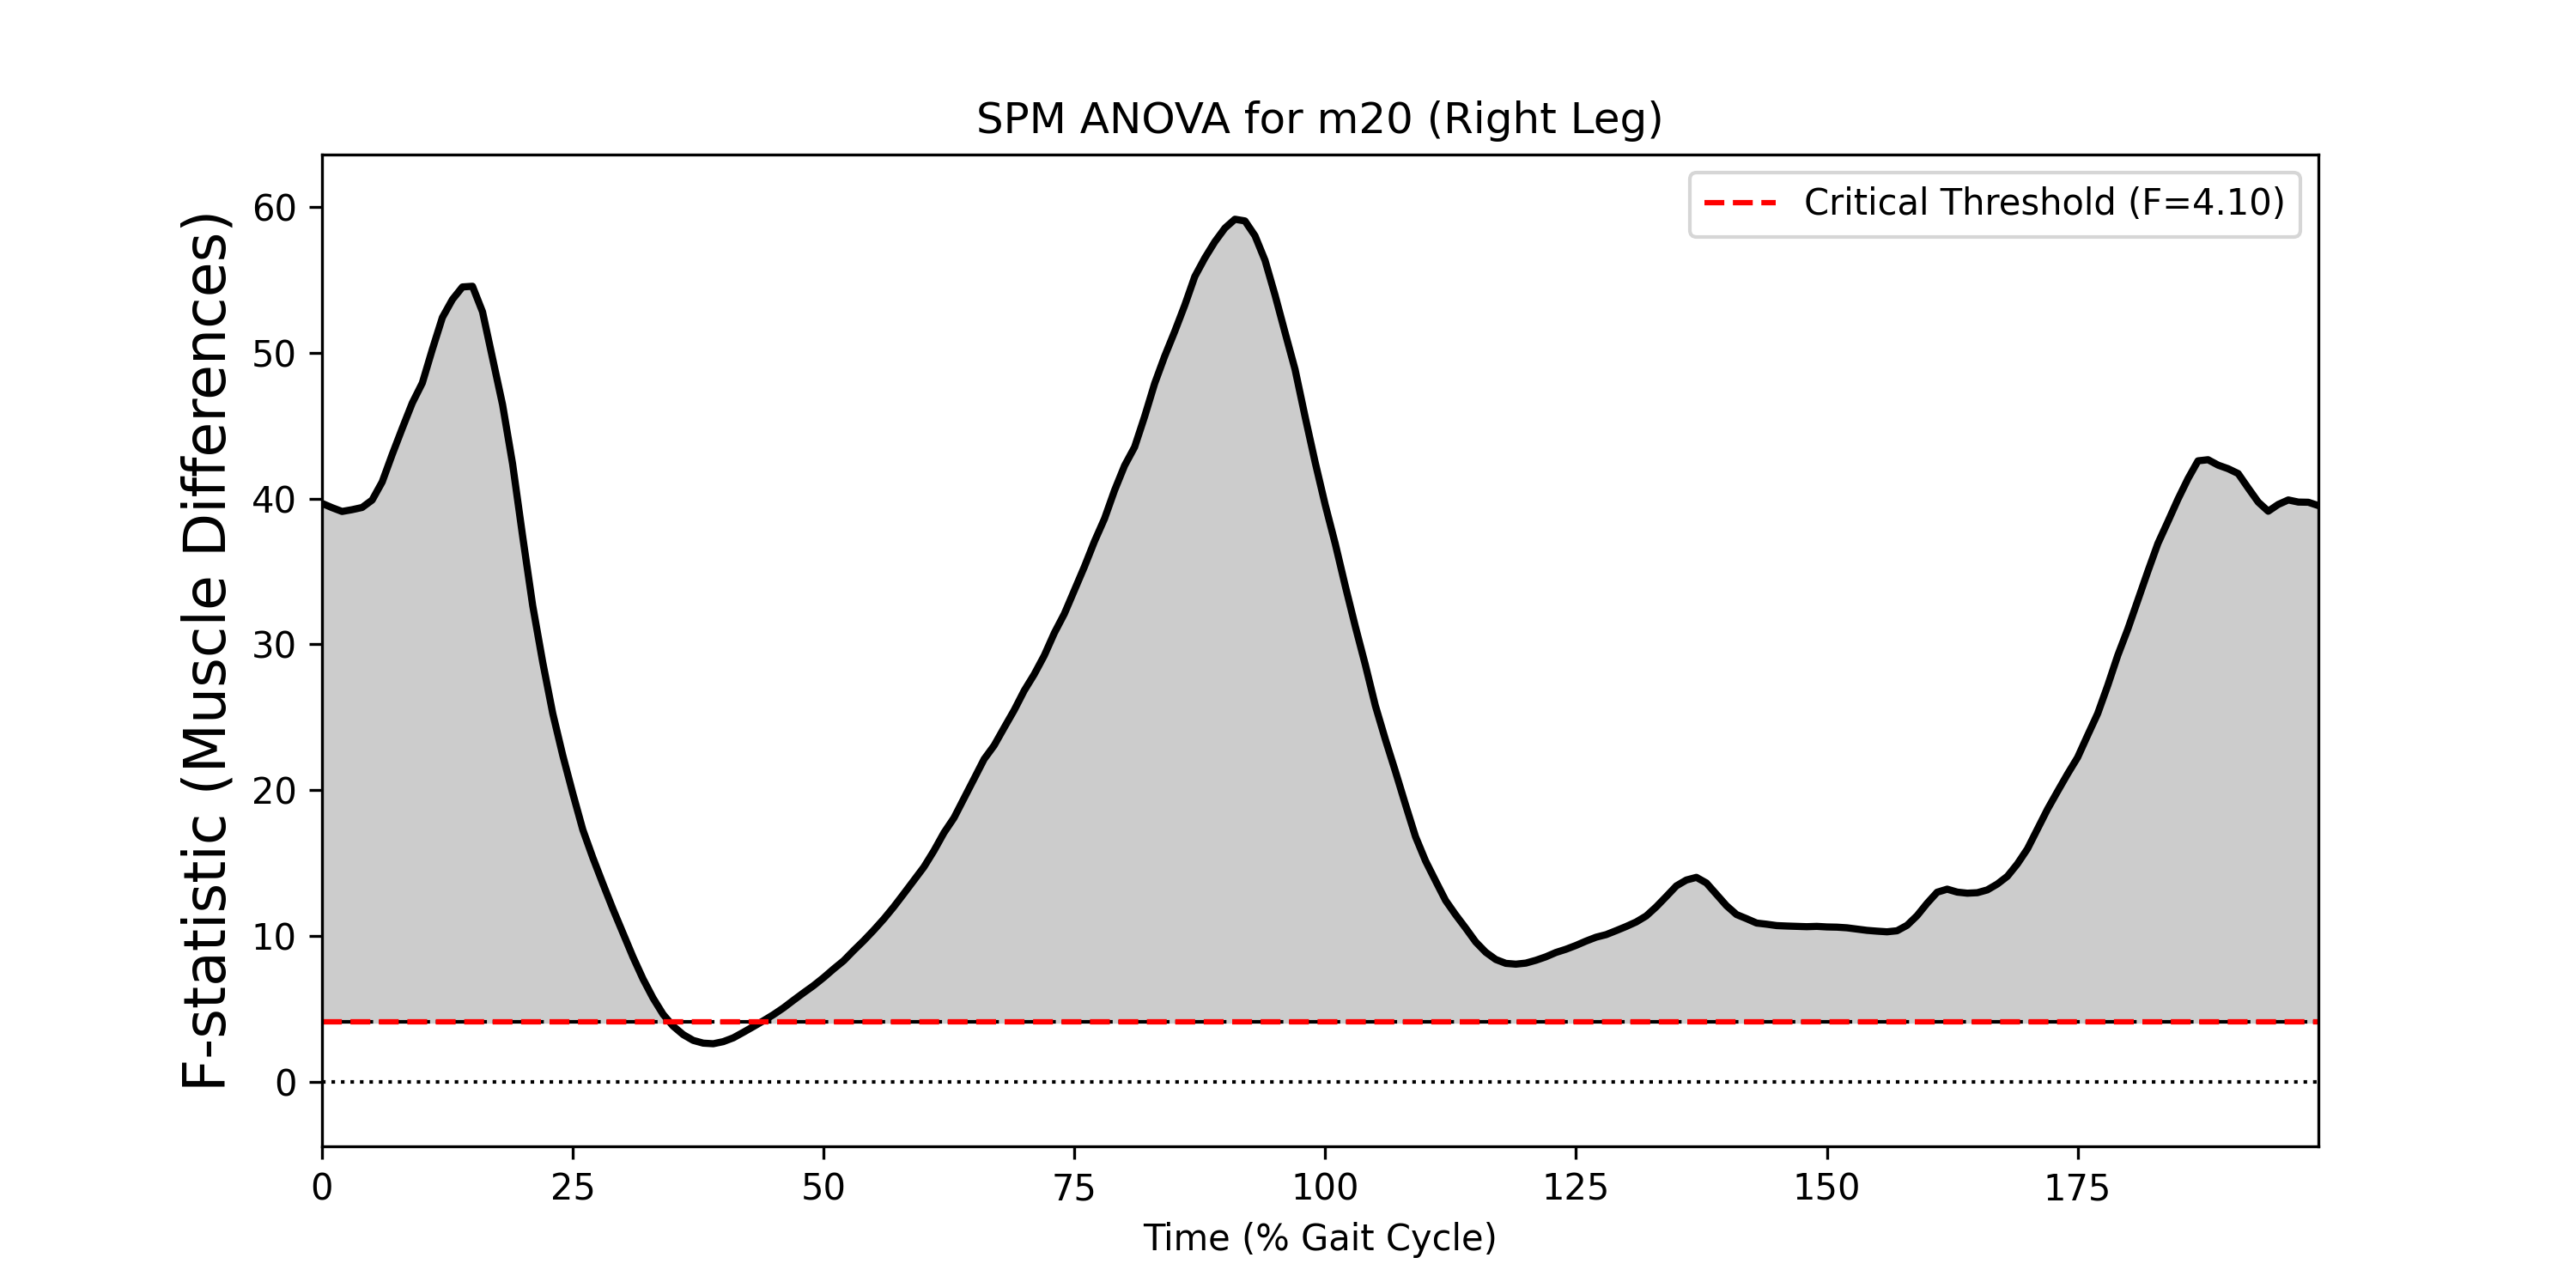 SPM ANOVA for m20 (Right Leg)
Critical Threshold (F=4.10)
F-statistic (Muscle Differences)
60
50
40
30
20
10
0
0 25 50 75 100 125 150 175
Time (% Gait Cycle)